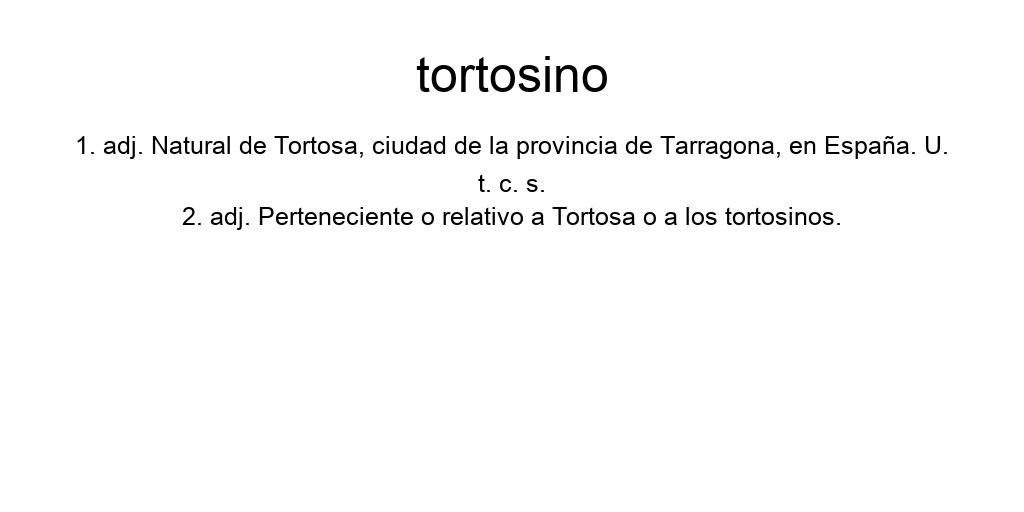 tortosino
1. adj. Natural de Tortosa, ciudad de la provincia de Tarragona, en España. U.
t. c. s.
2. adj. Perteneciente o relativo a Tortosa o a los tortosinos.